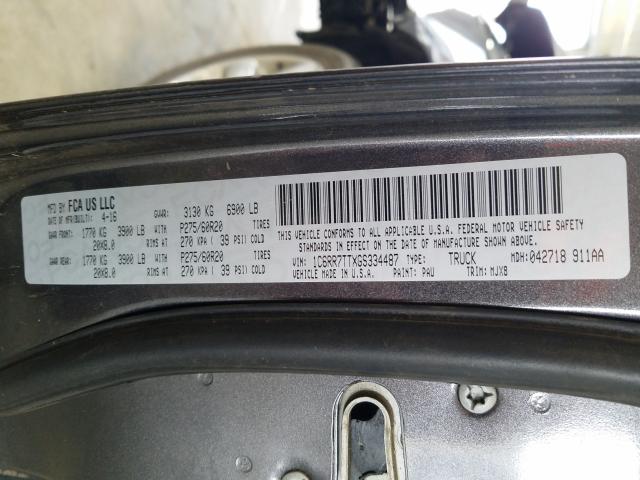 MFD BY FCA US LLC
DATE OF MFR(BUILT): 4-16 GVWR: 3130 KG 6900 LB
GAWR FRONT: 1770 KG 3900 LB WITH P275/60R20 TIRES
20X8.0 RIMS AT 270 KPA ( 39 PSI) COLD
GAWR REAR: 1770 KG 3900 LB WITH P275/60R20 TIRES
20X8.0 RIMS AT 270 KPA ( 39 PSI) COLD
THIS VEHICLE CONFORMS TO ALL APPLICABLE U.S.A. FEDERAL MOTOR VEHICLE SAFETY
STANDARDS IN EFFECT ON THE DATE OF MANUFACTURE SHOWN ABOVE.
VIN: 1C6RR7TTXGS334487 TYPE: TRUCK MDH: 042718 911AA
VEHICLE MADE IN U.S.A. PAINT: PAU TRIM: MJX8